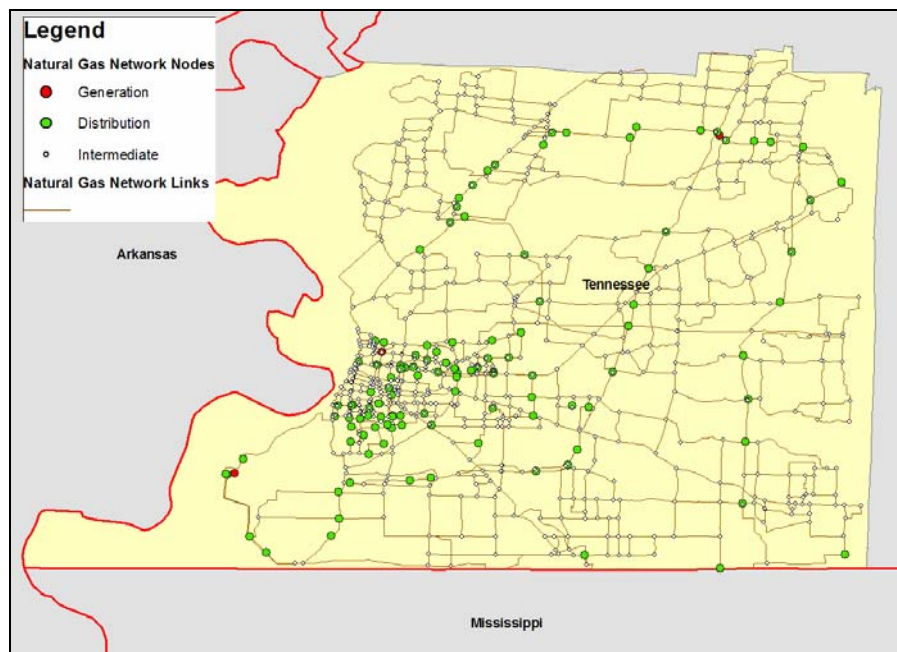 Legend
Natural Gas Network Nodes
Generation
Distribution
Intermediate
Natural Gas Network Links
Arkansas
Tennessee
Mississippi